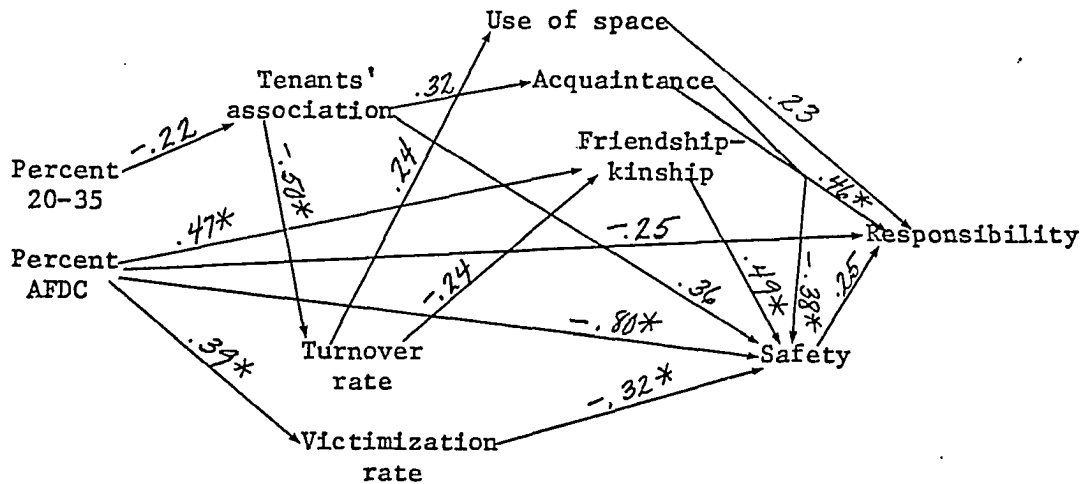 Use of space
Tenants'
association
.32
Acquaintance
.23
-.22
Friendship-
kinship
Percent
20-35
-.50*
.24
.46*
.47*
-.25
Responsibility
Percent
AFDC
-.24
.49*
-.38*
.25
.36
-.80*
.39*
Turnover
rate
Safety
-.32*
Victimization
rate